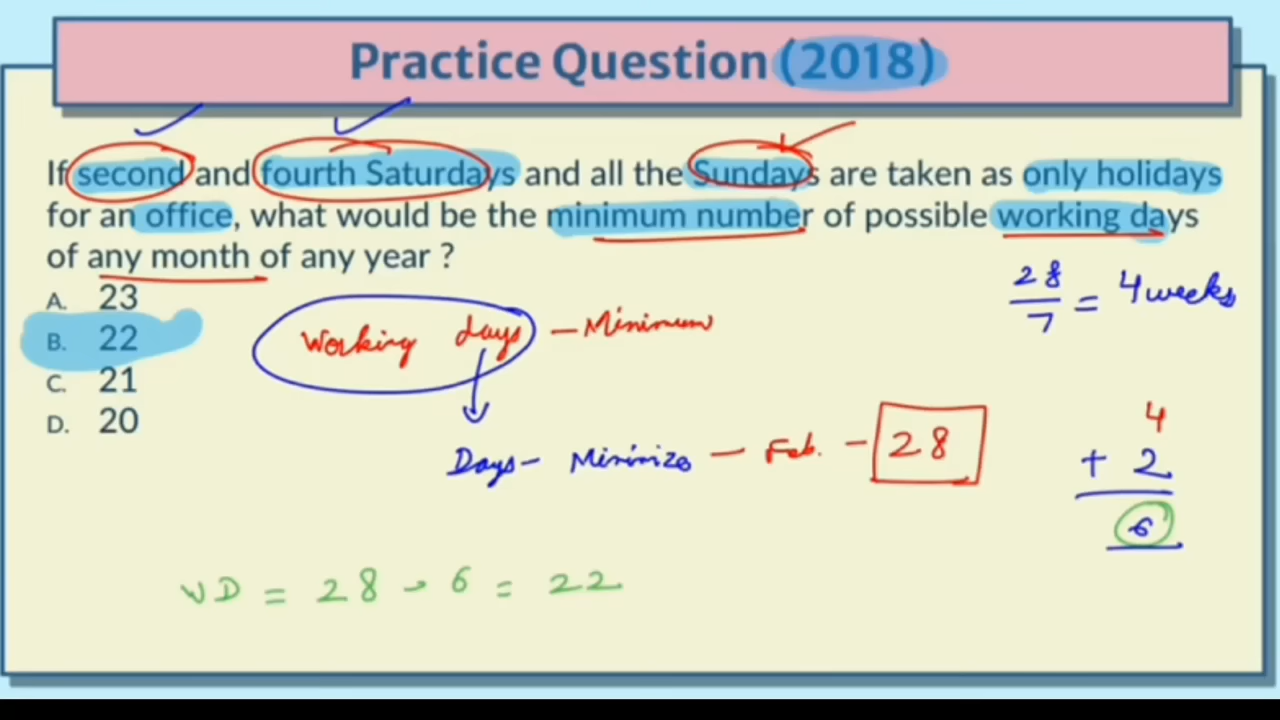 Practice Question (2018)
If second and fourth Saturdays and all the Sundays are taken as only holidays
for an office, what would be the minimum number of possible working days
of any month of any year ?
A. 23
B. 22
C. 21
D. 20
Working days - Minimum
28/7 = 4 weeks
Days - Minimize - Feb. - 28
4
+ 2
6
WD = 28 - 6 = 22